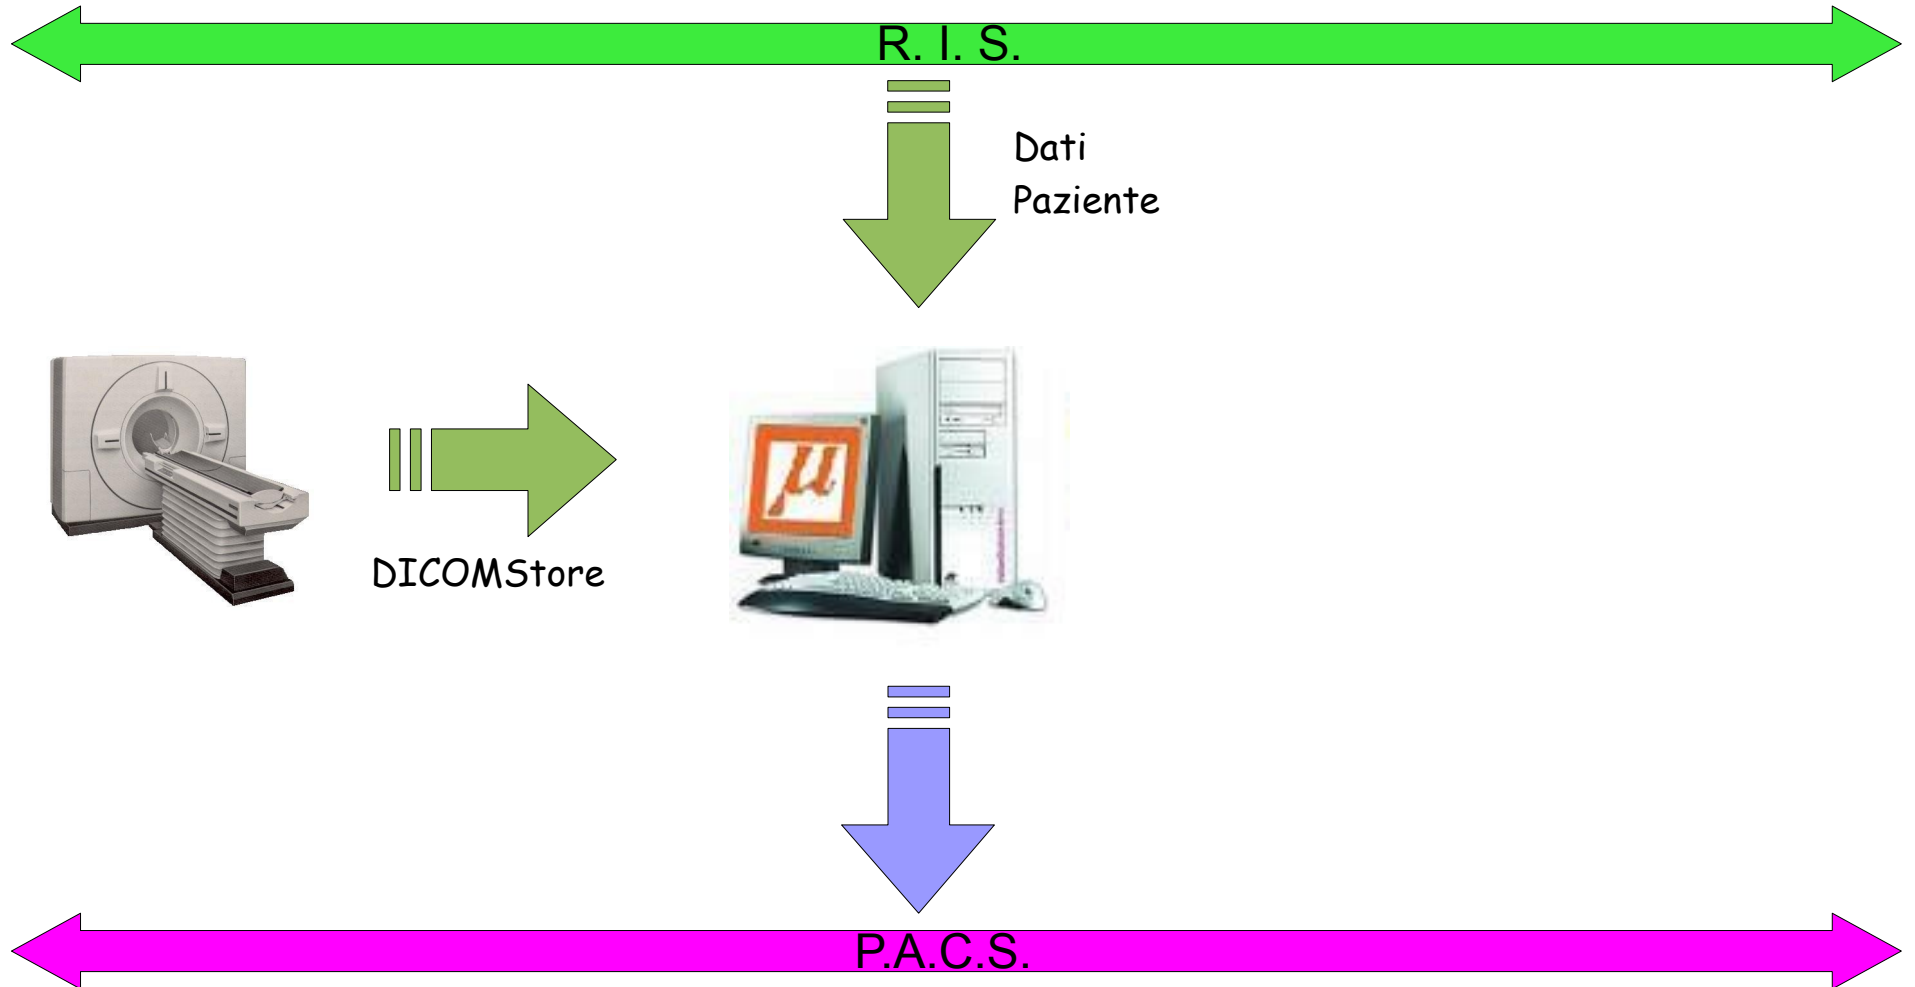 R. I. S.
Dati
Paziente
µ
DICOMStore
P.A.C.S.